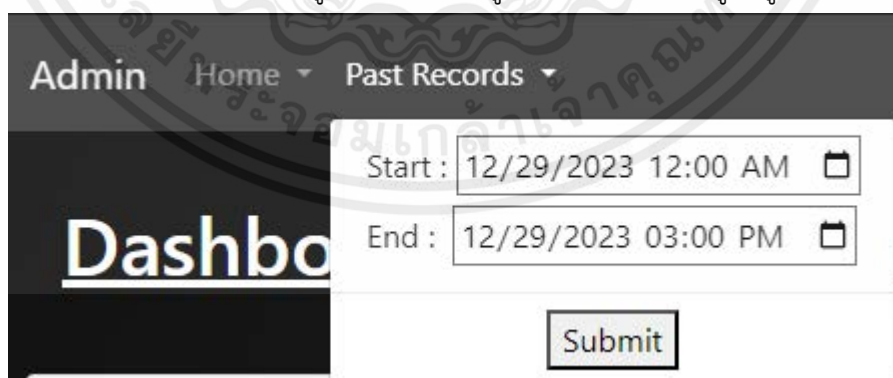 Admin Home Past Records
Start : 12/29/2023 12:00 AM
Dashbo
End : 12/29/2023 03:00 PM
Submit